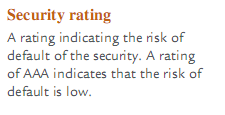 Security rating
A rating indicating the risk of
default of the security. A rating
of AAA indicates that the risk of
default is low.